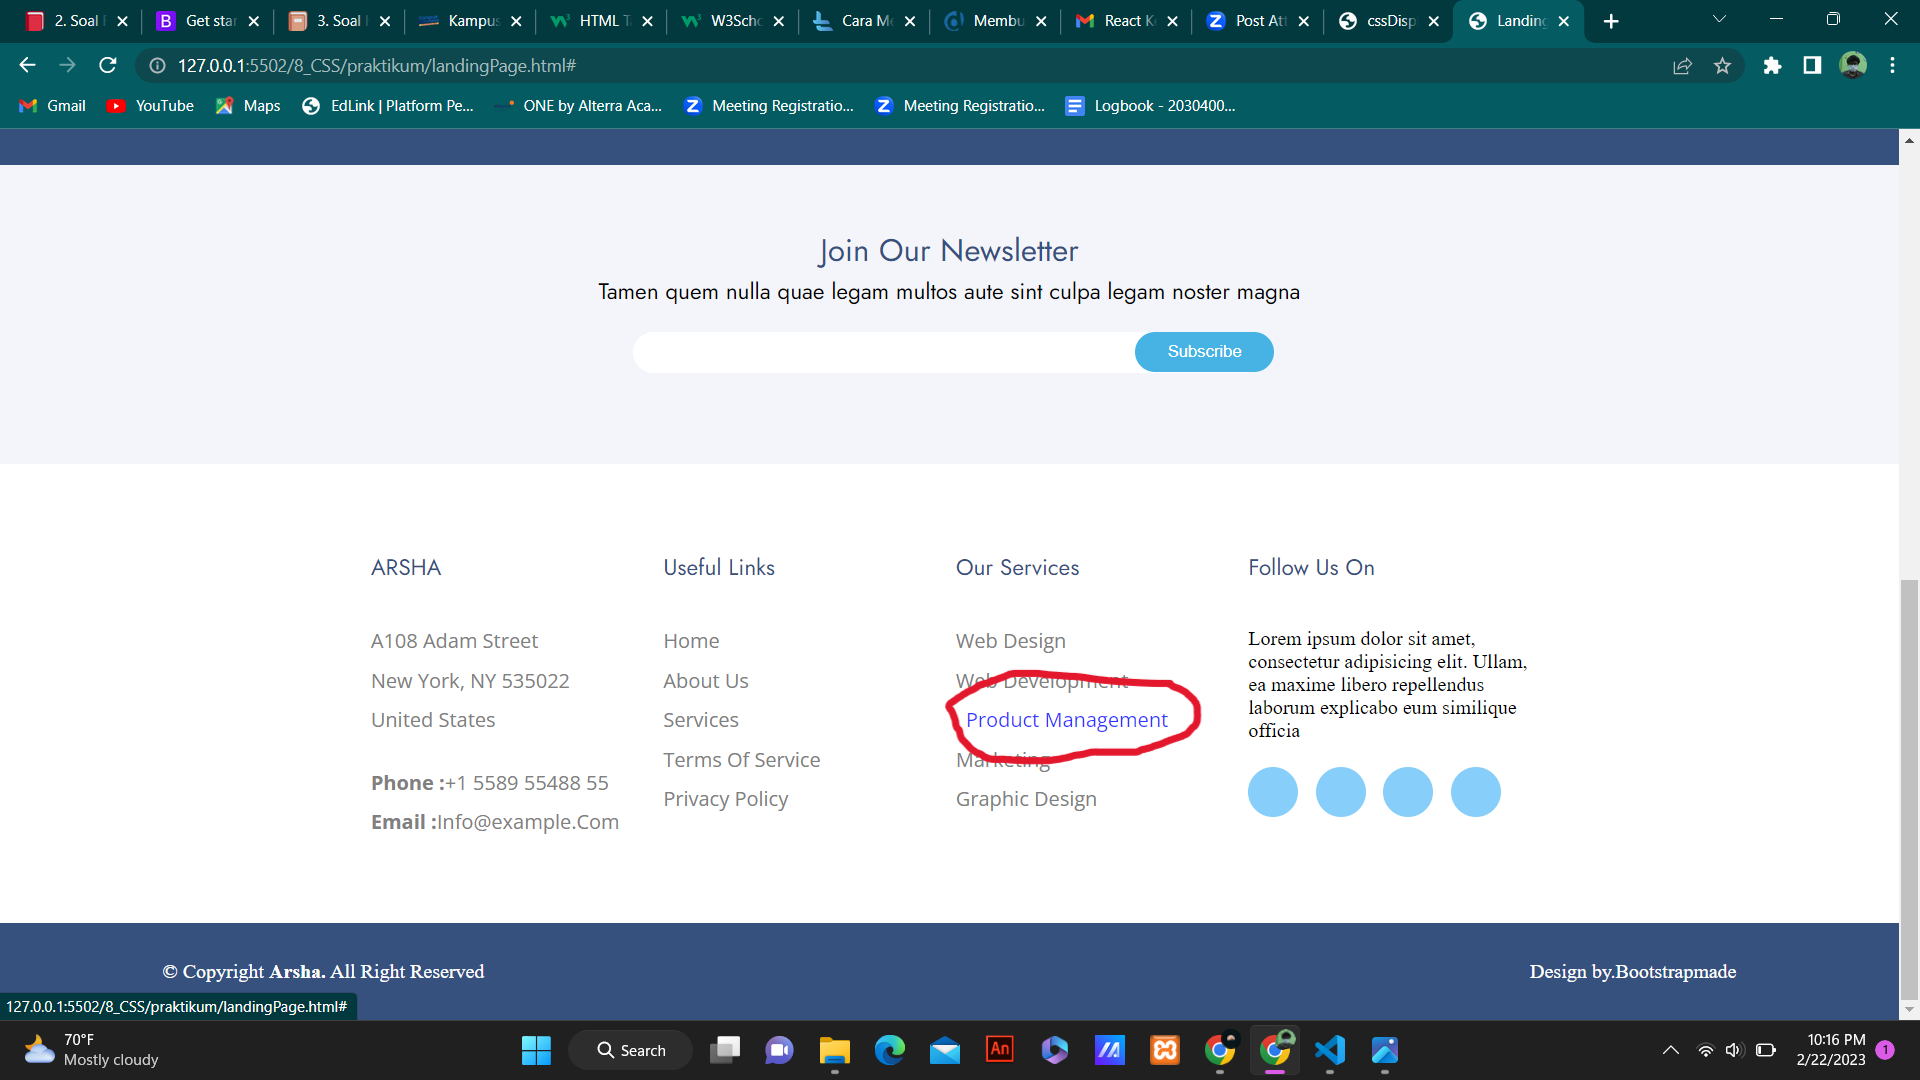 2. Soal
Get star
3. Soal
Kampus
HTML T
W3Scho
Cara Me
Membu
React K
Post Att
cssDisp
Landing
127.0.0.1:5502/8_CSS/praktikum/landingPage.html#
Gmail
YouTube
Maps
EdLink | Platform Pe...
ONE by Alterra Aca...
Meeting Registratio...
Meeting Registratio...
Logbook - 2030400...
Join Our Newsletter
Tamen quem nulla quae legam multos aute sint culpa legam noster magna
Subscribe
ARSHA
A108 Adam Street
New York, NY 535022
United States
Phone :+1 5589 55488 55
Email :Info@example.Com
Useful Links
Home
About Us
Services
Terms Of Service
Privacy Policy
Our Services
Web Design
Web Development
Product Management
Marketing
Graphic Design
Follow Us On
Lorem ipsum dolor sit amet,
consectetur adipisicing elit. Ullam,
ea maxime libero repellendus
laborum explicabo eum similique
officia
© Copyright Arsha. All Right Reserved
Design by.Bootstrapmade
127.0.0.1:5502/8_CSS/praktikum/landingPage.html#
70°F
Mostly cloudy
Search
An
10:16 PM
2/22/2023
1